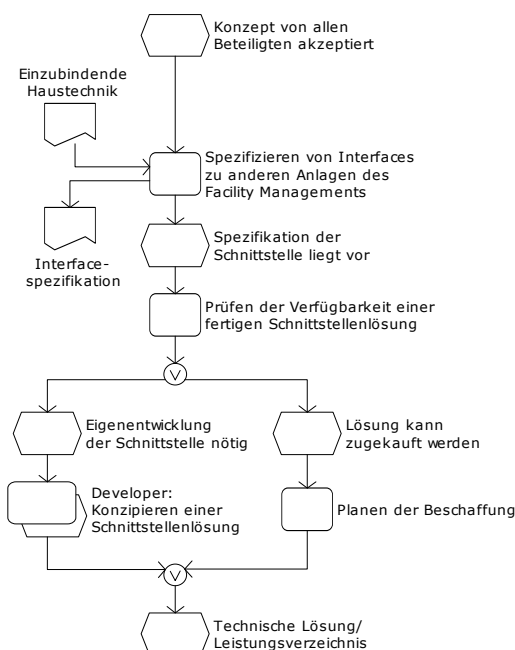 Konzept von allen
Beteiligten akzeptiert
Einzubindende
Haustechnik
Spezifizieren von Interfaces
zu anderen Anlagen des
Facility Managements
Interface-
spezifikation
Spezifikation der
Schnittstelle liegt vor
Prüfen der Verfügbarkeit einer
fertigen Schnittstellenlösung
V
Eigenentwicklung
der Schnittstelle nötig
Lösung kann
zugekauft werden
Developer:
Konzipieren einer
Schnittstellenlösung
Planen der Beschaffung
V
Technische Lösung/
Leistungsverzeichnis